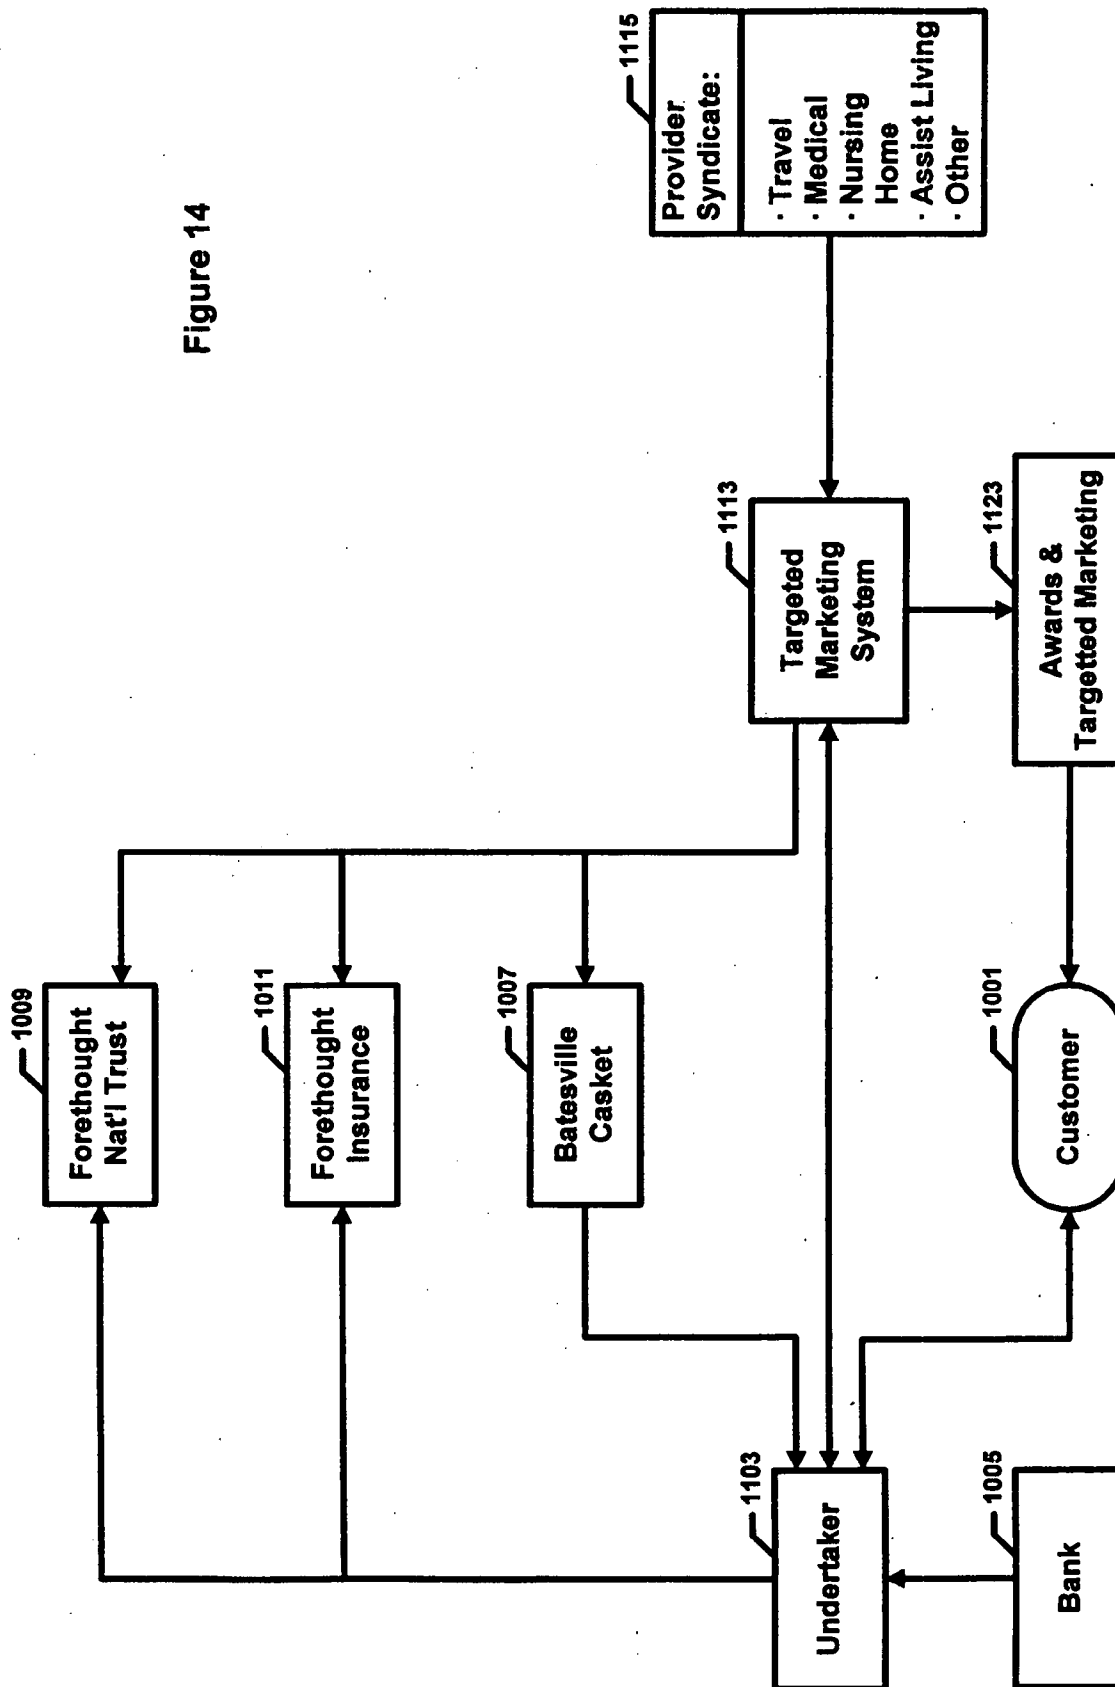 Figure 14
1009
Forethought
Nat'l Trust
1011
Forethought
Insurance
1007
Batesville
Casket
1115
Provider
Syndicate:
· Travel
· Medical
· Nursing
Home
· Assist Living
· Other
1103
Undertaker
1113
Targeted
Marketing
System
1005
Bank
1001
Customer
1123
Awards &
Targetted Marketing